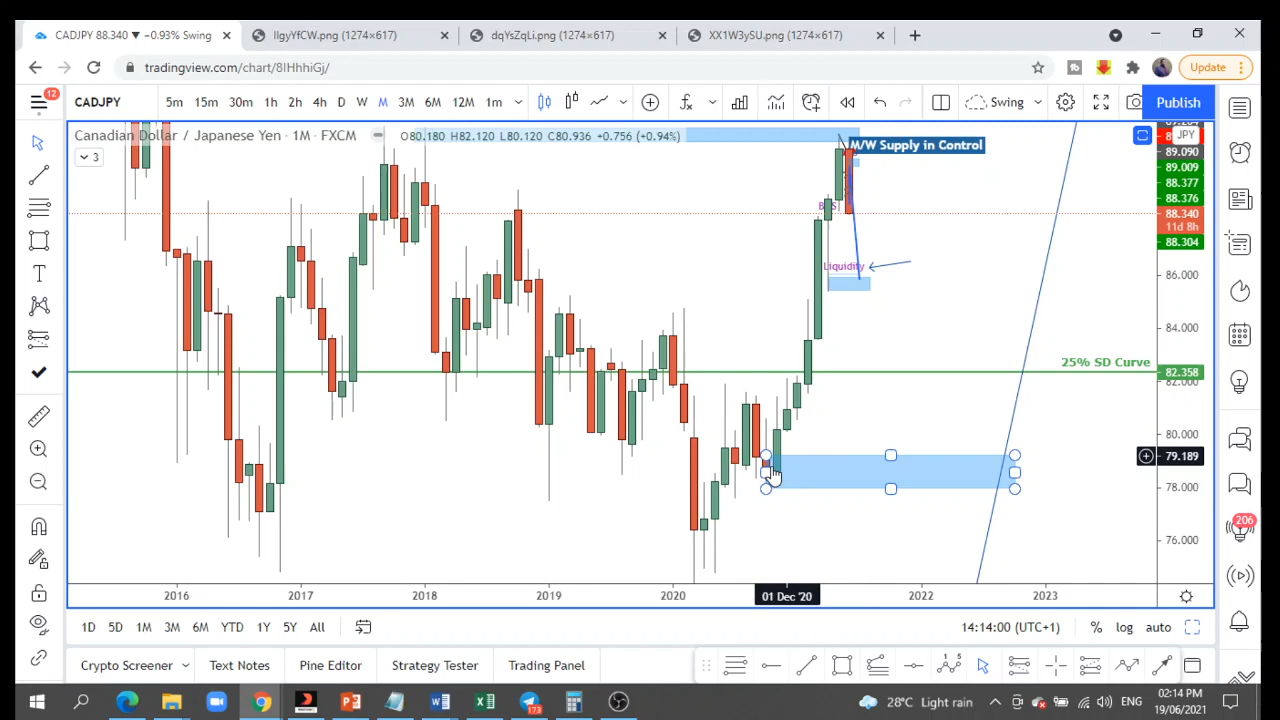 CADJPY 88.340 ▼ −0.93% Swing
IlgyYfCW.png (1274×617)
dqYsZqLi.png (1274×617)
XX1W3ySU.png (1274×617)
tradingview.com/chart/8IHhhiGj/
Update
12
CADJPY
5m 15m 30m 1h 2h 4h D W M 3M 6M 12M 1m
Swing
Publish
Canadian Dollar / Japanese Yen · 1M · FXCM
O80.180 H82.120 L80.120 C80.936 +0.756 (+0.94%)
3
M/W Supply in Control
JPY
89.090
89.009
88.377
88.376
88.340
11d 8h
88.304
Liquidity
86.000
84.000
25% SD Curve
82.358
82.000
80.000
79.189
78.000
76.000
206
2016 2017 2018 2019 2020 01 Dec '20 2022 2023
1D 5D 1M 3M 6M YTD 1Y 5Y All
14:14:00 (UTC+1)
% log auto
Crypto Screener Text Notes Pine Editor Strategy Tester Trading Panel
173
28°C Light rain
ENG
02:14 PM
19/06/2021